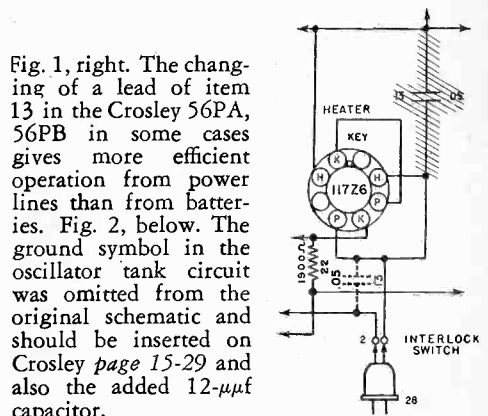 Fig. 1, right. The chang-
ing of a lead of item
13 in the Crosley 56PA,
56PB in some cases
gives more efficient
operation from power
lines than from batter-
ies. Fig. 2, below. The
ground symbol in the
oscillator tank circuit
was omitted from the
original schematic and
should be inserted on
Crosley page 15-29 and
also the added 12-μμf
capacitor.
13
.05
HEATER
KEY
K
H
H
117Z6
P
P
K
1900Ω
22
.05
13
2
INTERLOCK
SWITCH
28